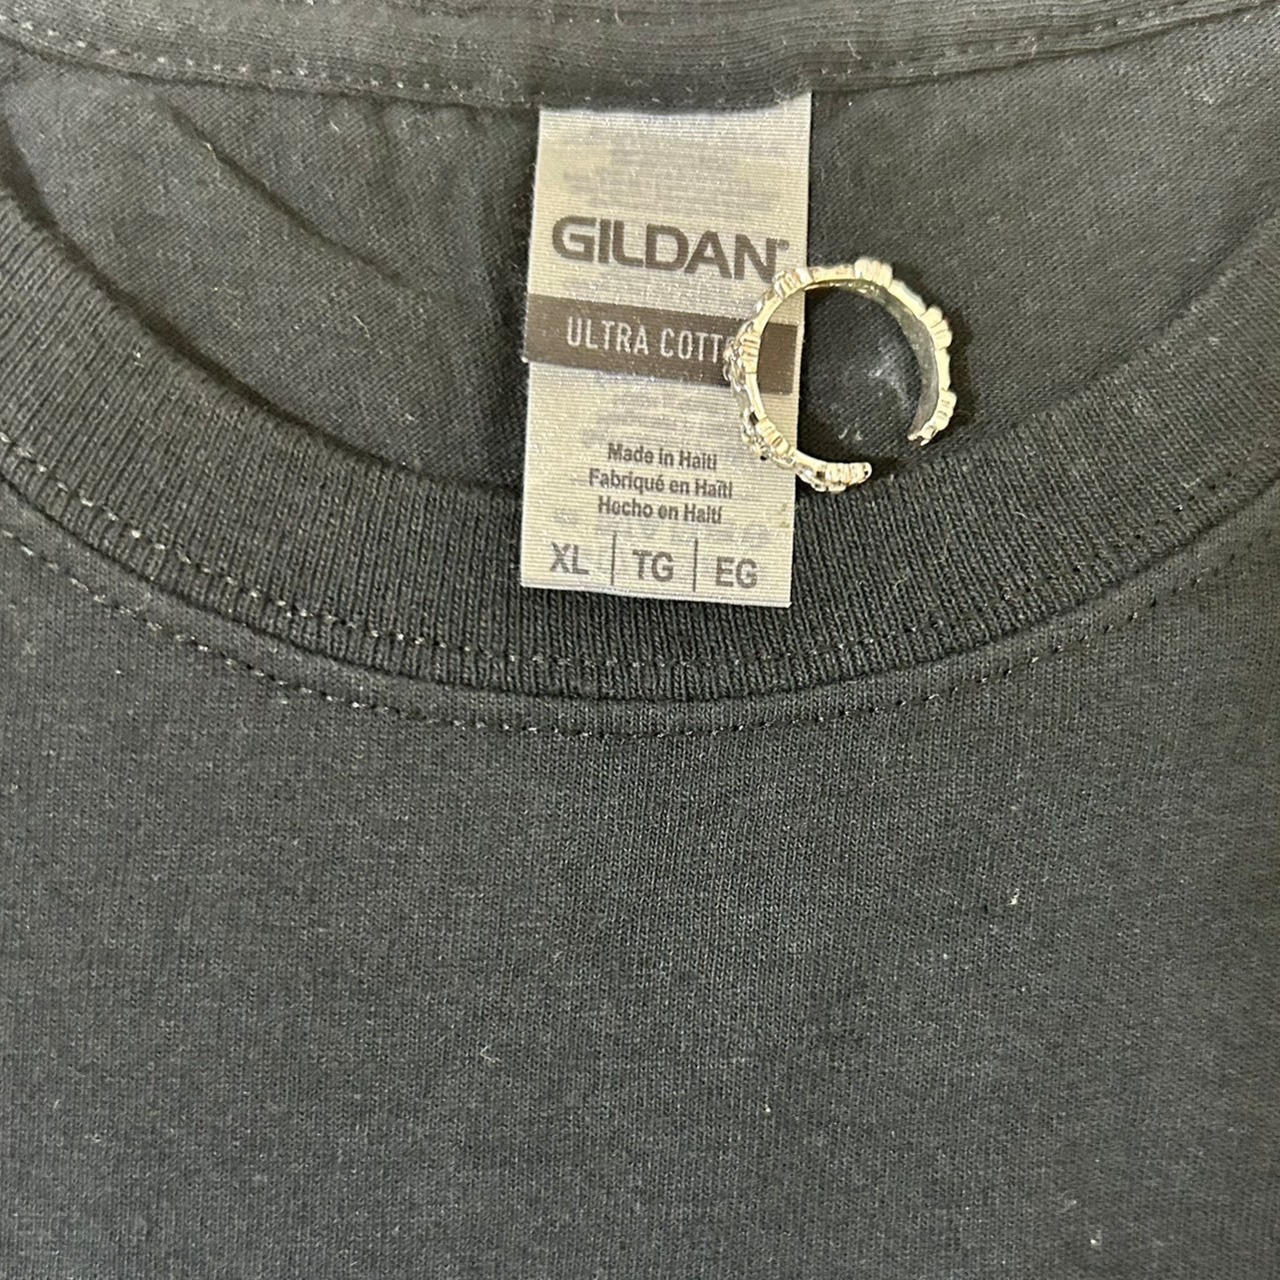 GILDAN
ULTRA COTT
Made in Haiti
Fabriqué en Haïti
Hecho en Haití
XL | TG | EG